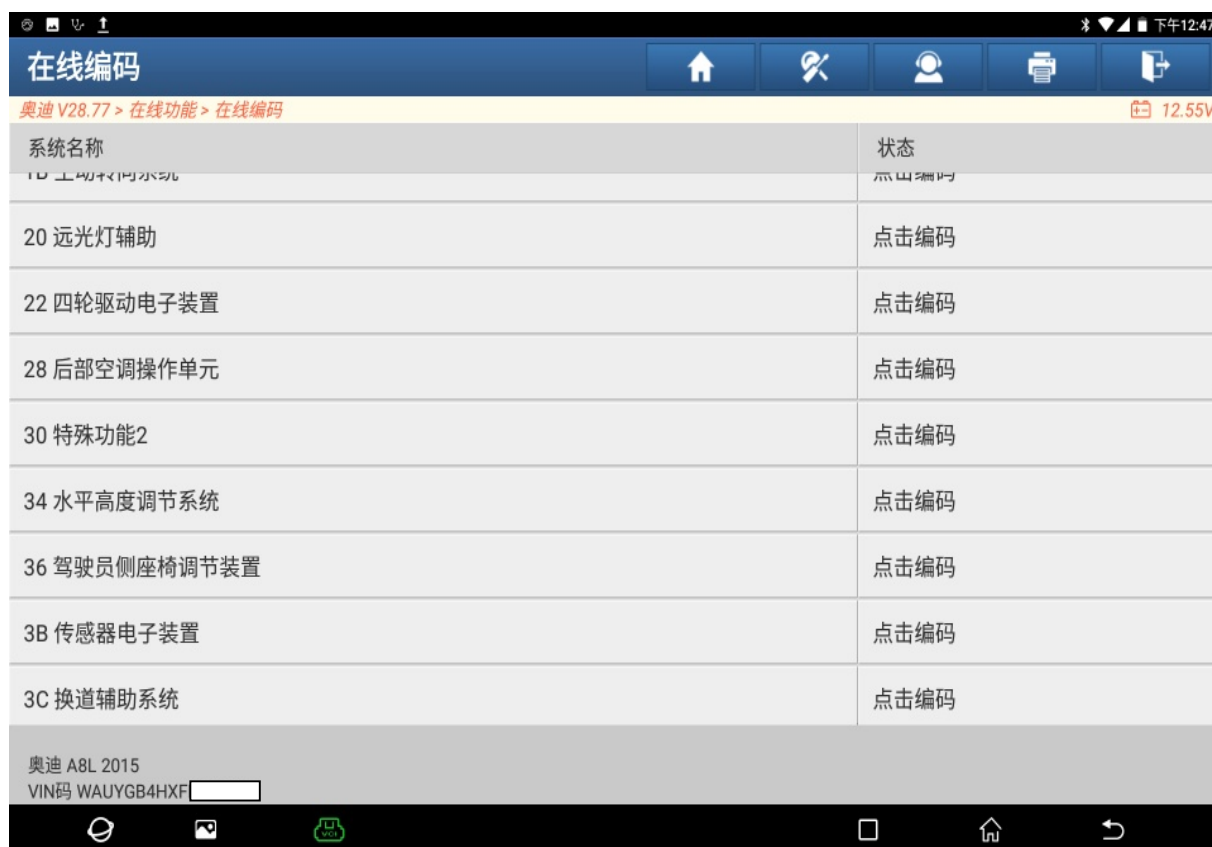 下午12:47
在线编码
奥迪 V28.77 > 在线功能 > 在线编码
12.55V
系统名称 状态
20 远光灯辅助 点击编码
22 四轮驱动电子装置 点击编码
28 后部空调操作单元 点击编码
30 特殊功能2 点击编码
34 水平高度调节系统 点击编码
36 驾驶员侧座椅调节装置 点击编码
3B 传感器电子装置 点击编码
3C 换道辅助系统 点击编码
奥迪 A8L 2015
VIN码 WAUYGB4HXF
VCI